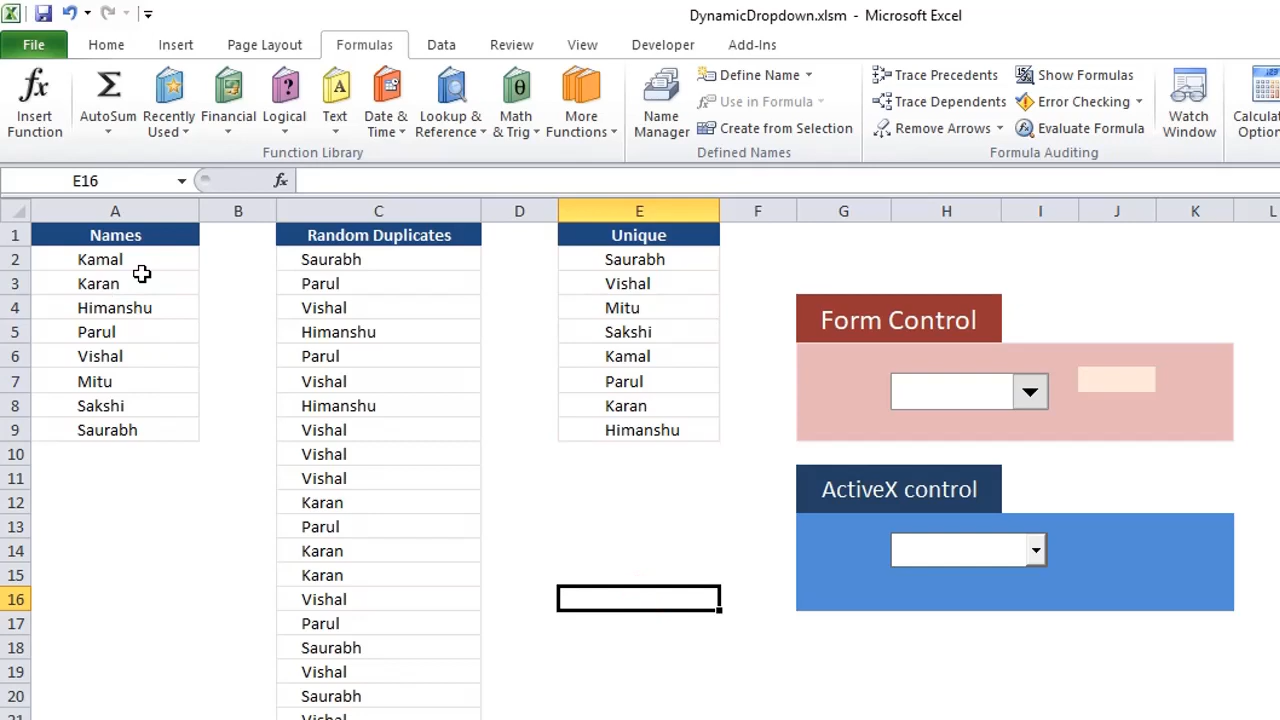 DynamicDropdown.xlsm - Microsoft Excel
File Home Insert Page Layout Formulas Data Review View Developer Add-Ins
fx Insert Function
Σ AutoSum
Recently Used
Financial
Logical
A Text
Date & Time
Lookup & Reference
θ Math & Trig
More Functions
Function Library
Name Manager
Define Name
Use in Formula
Create from Selection
Defined Names
Trace Precedents
Trace Dependents
Remove Arrows
Show Formulas
Error Checking
Evaluate Formula
Formula Auditing
Watch Window
Calculat
Option
E16 fx
A B C D E F G H I J K L
1 Names Random Duplicates Unique
2 Kamal Saurabh Saurabh
3 Karan Parul Vishal
4 Himanshu Vishal Mitu
5 Parul Himanshu Sakshi
6 Vishal Parul Kamal
7 Mitu Vishal Parul
8 Sakshi Himanshu Karan
9 Saurabh Vishal Himanshu
10 Vishal
11 Vishal
12 Karan
13 Parul
14 Karan
15 Karan
16 Vishal
17 Parul
18 Saurabh
19 Vishal
20 Saurabh
21 Vishal
Form Control
ActiveX control